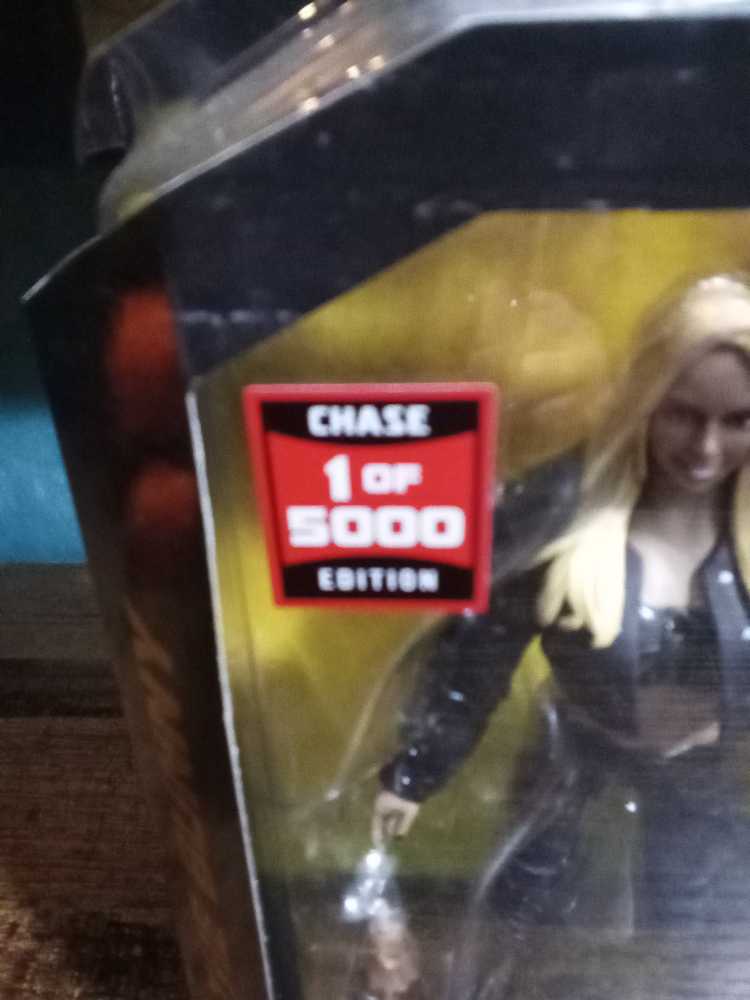 CHASE
1 OF
5000
EDITION